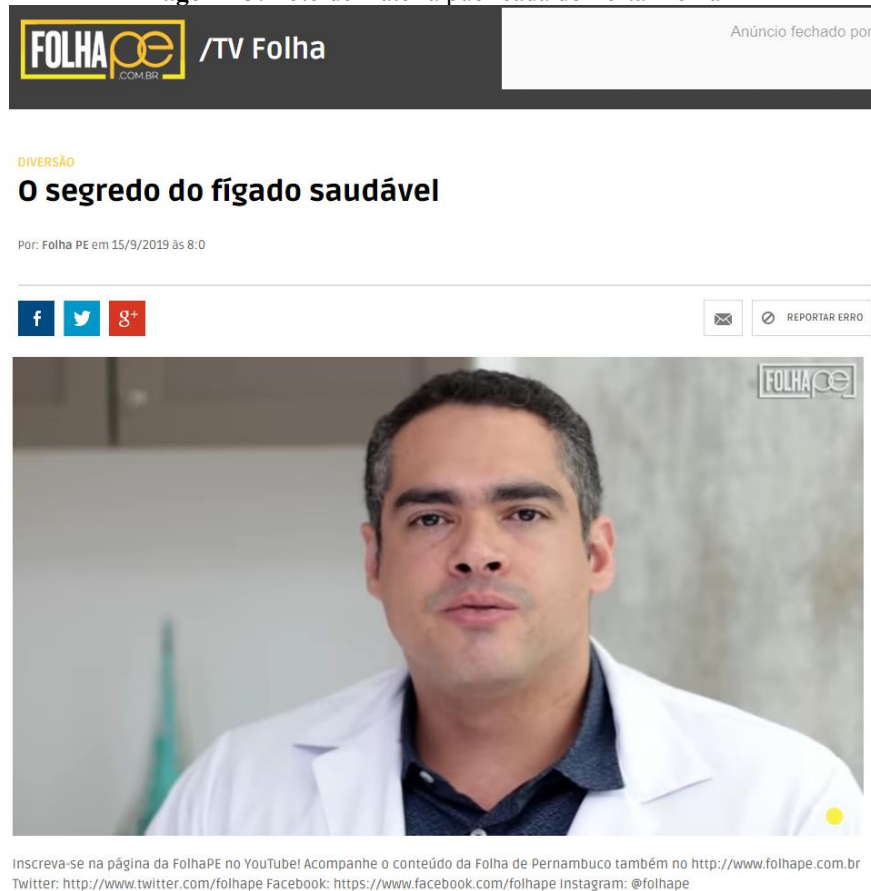 FOLHA PE
.COM.BR
/TV Folha
Anúncio fechado por
DIVERSÃO
O segredo do fígado saudável
Por: Folha PE em 15/9/2019 às 8:0
f
g+
REPORTAR ERRO
FOLHA PE
Inscreva-se na página da FolhaPE no YouTube! Acompanhe o conteúdo da Folha de Pernambuco também no http://www.folhape.com.br
Twitter: http://www.twitter.com/folhape Facebook: https://www.facebook.com/folhape Instagram: @folhape